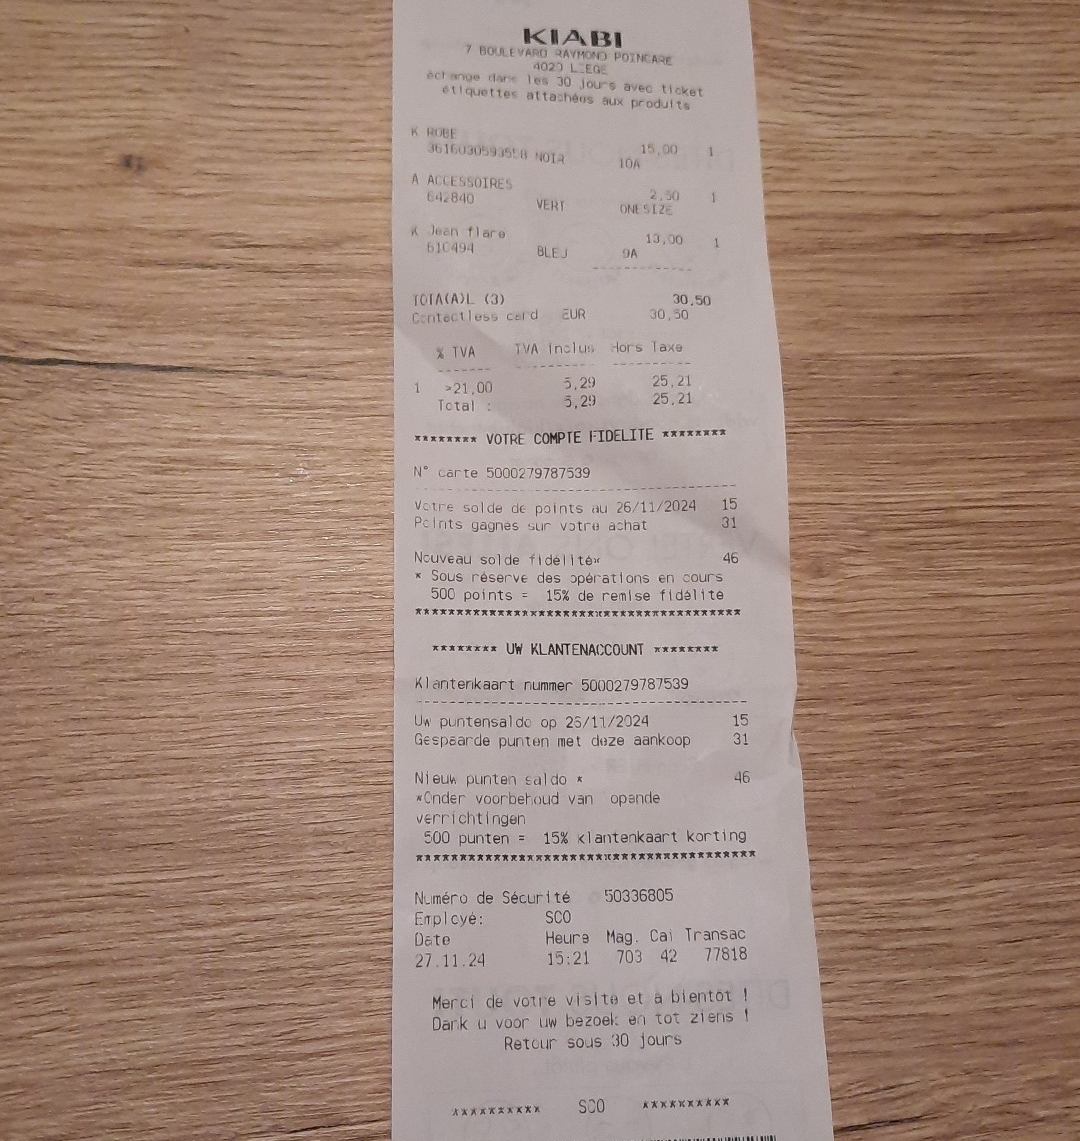 KIABI
7 BOULEVARD RAYMOND POINCARE
4020 LIEGE
échange dans les 30 jours avec ticket
étiquettes attachées aux produits
K ROBE 15,00 1
NOIR 10A
A ACCESSOIRES 2,50 1
642840 VERT ONESIZE
K Jean flare 13,00 1
610494 BLEU 9A
------------
TOTA(A)L (3) 30,50
Contactless card EUR 30,50
% TVA TVA inclus Hors Taxe
------- ----------- -----------
1 >21,00 5,29 25,21
Total : 5,29 25,21
******** VOTRE COMPTE FIDELITE ********
N° carte 5000279787539
----------------------------------------
Votre solde de points au 26/11/2024 15
Points gagnes sur votre achat 31
Nouveau solde fidélité* 46
* Sous réserve des opérations en cours
500 points = 15% de remise fidélité
****************************************
******** UW KLANTENACCOUNT ********
Klantenkaart nummer 5000279787539
----------------------------------------
Uw puntensaldo op 26/11/2024 15
Gespaarde punten met deze aankoop 31
Nieuw punten saldo * 46
*Onder voorbehoud van opende
verrichtingen
500 punten = 15% klantenkaart korting
****************************************
Numéro de Sécurité 50336805
Employé: SCO
Date Heure Mag. Cai Transac
27.11.24 15:21 703 42 77818
Merci de votre visite et à bientôt !
Dank u voor uw bezoek en tot ziens !
Retour sous 30 jours
********** SCO **********